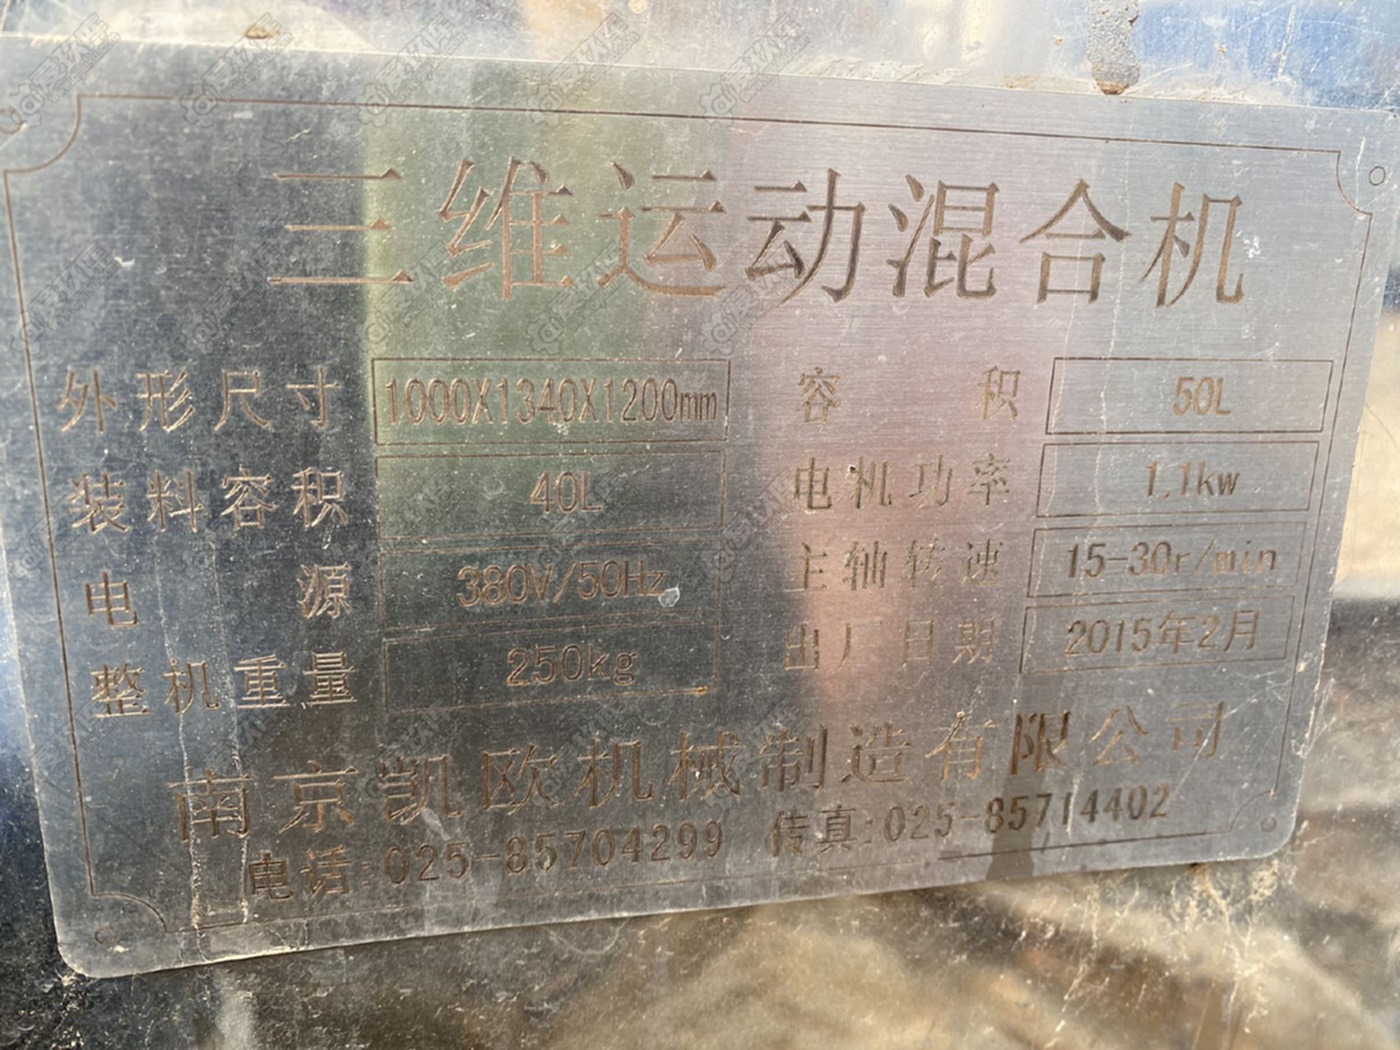 三维运动混合机
外形尺寸 1000X1340X1200mm 容积 50L
装料容积 40L 电机功率 1.1kw
电源 380V/50Hz 主轴转速 15-30r/min
整机重量 250kg 出厂日期 2015年2月
南京凯欧机械制造有限公司
电话:025-85704299 传真:025-85714402